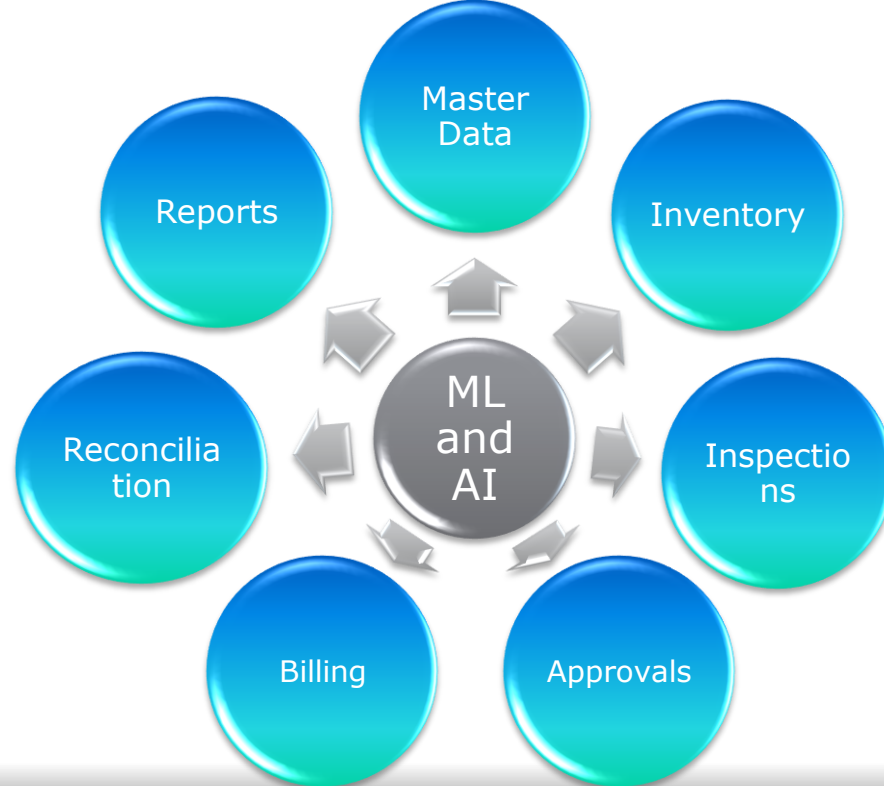 Master
Data
Reports
Inventory
ML
and
AI
Reconcilia
tion
Inspectio
ns
Billing
Approvals